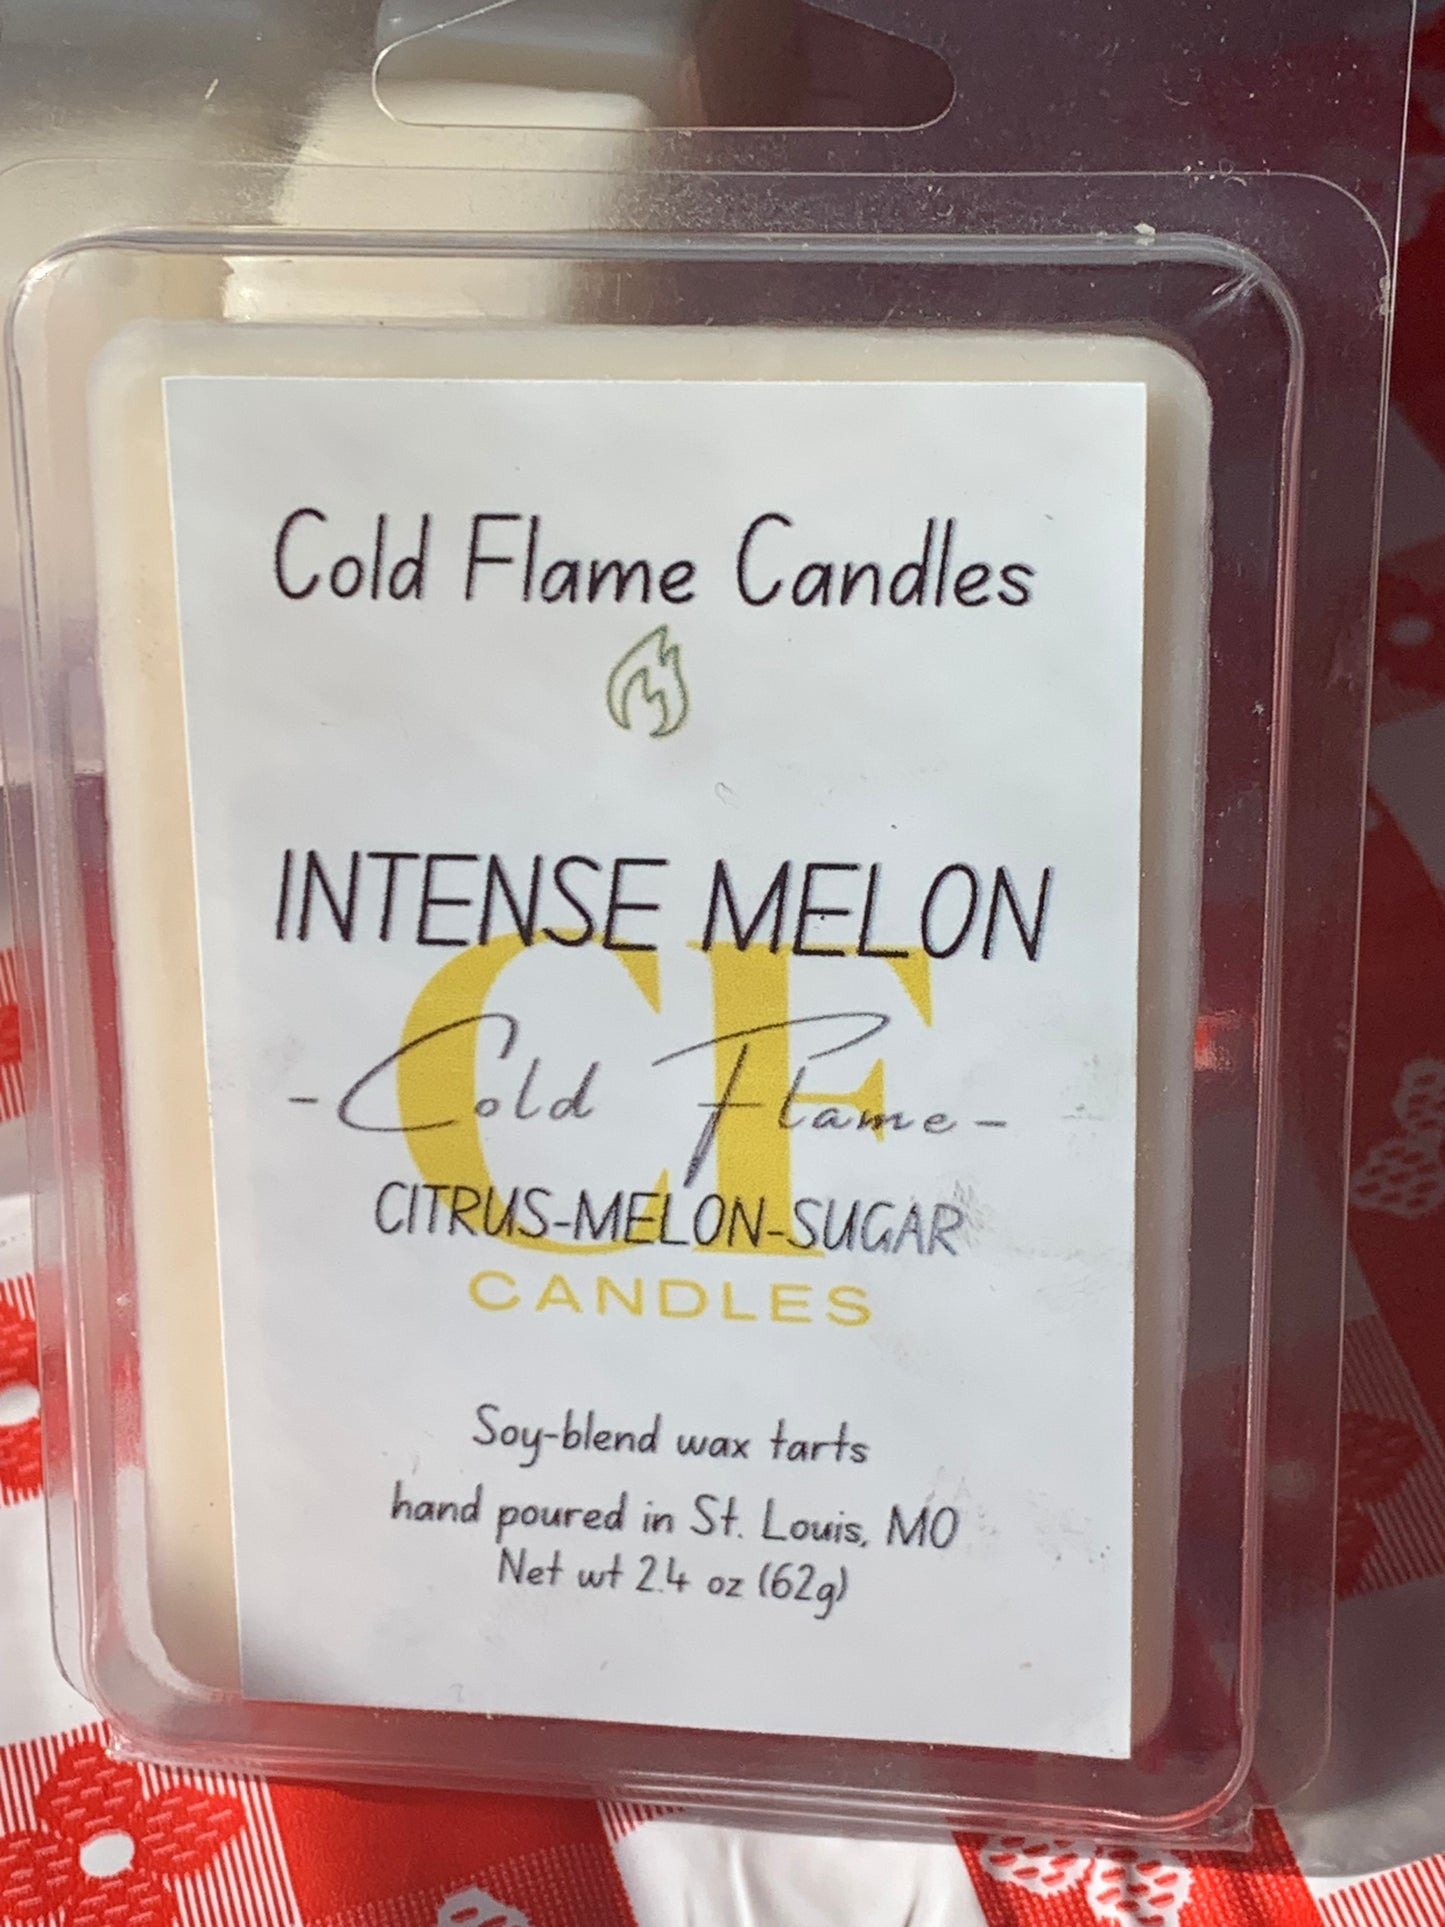 Cold Flame Candles
INTENSE MELON
CF
-Cold Flame-
CITRUS-MELON-SUGAR
CANDLES
Soy-blend wax tarts
hand poured in St. Louis, MO
Net wt 2.4 oz (62g)